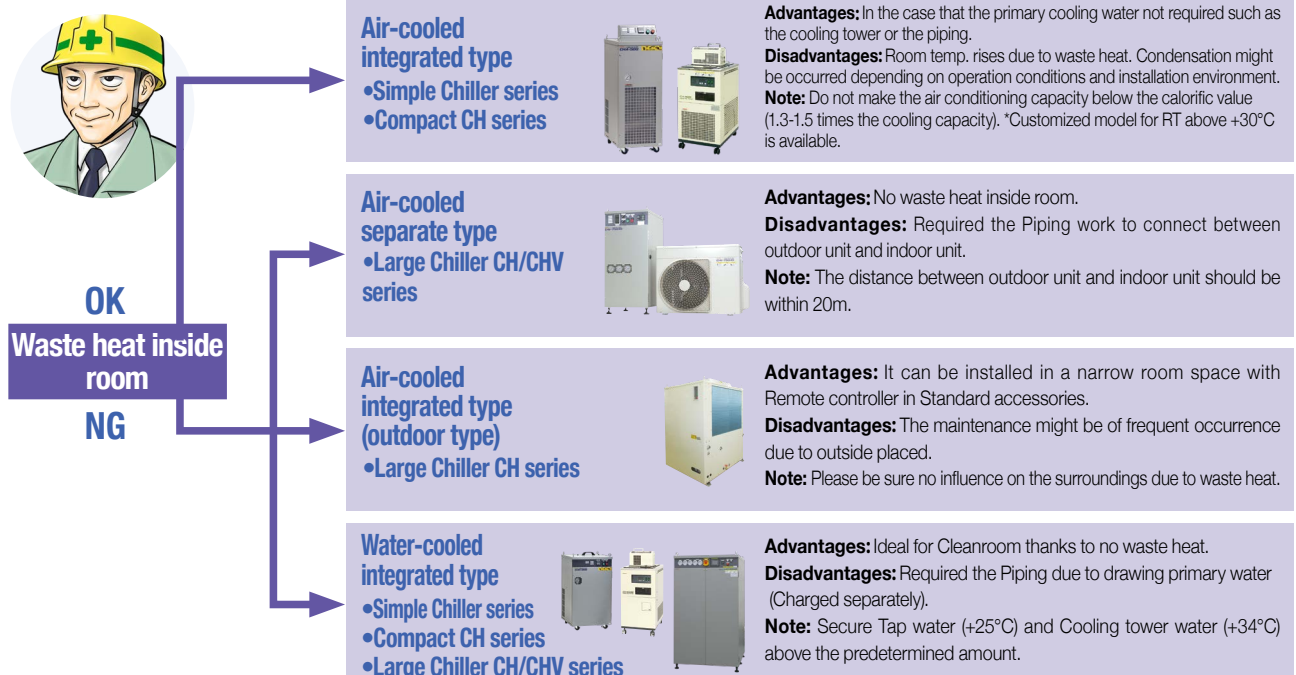 OK
Waste heat inside
room
NG
Air-cooled
integrated type
•Simple Chiller series
•Compact CH series
Advantages: In the case that the primary cooling water not required such as
the cooling tower or the piping.
Disadvantages: Room temp. rises due to waste heat. Condensation might
be occurred depending on operation conditions and installation environment.
Note: Do not make the air conditioning capacity below the calorific value
(1.3-1.5 times the cooling capacity). *Customized model for RT above +30°C
is available.
Air-cooled
separate type
•Large Chiller CH/CHV
series
Advantages: No waste heat inside room.
Disadvantages: Required the Piping work to connect between
outdoor unit and indoor unit.
Note: The distance between outdoor unit and indoor unit should be
within 20m.
Air-cooled
integrated type
(outdoor type)
•Large Chiller CH series
Advantages: It can be installed in a narrow room space with
Remote controller in Standard accessories.
Disadvantages: The maintenance might be of frequent occurrence
due to outside placed.
Note: Please be sure no influence on the surroundings due to waste heat.
Water-cooled
integrated type
•Simple Chiller series
•Compact CH series
•Large Chiller CH/CHV series
Advantages: Ideal for Cleanroom thanks to no waste heat.
Disadvantages: Required the Piping due to drawing primary water
(Charged separately).
Note: Secure Tap water (+25°C) and Cooling tower water (+34°C)
above the predetermined amount.